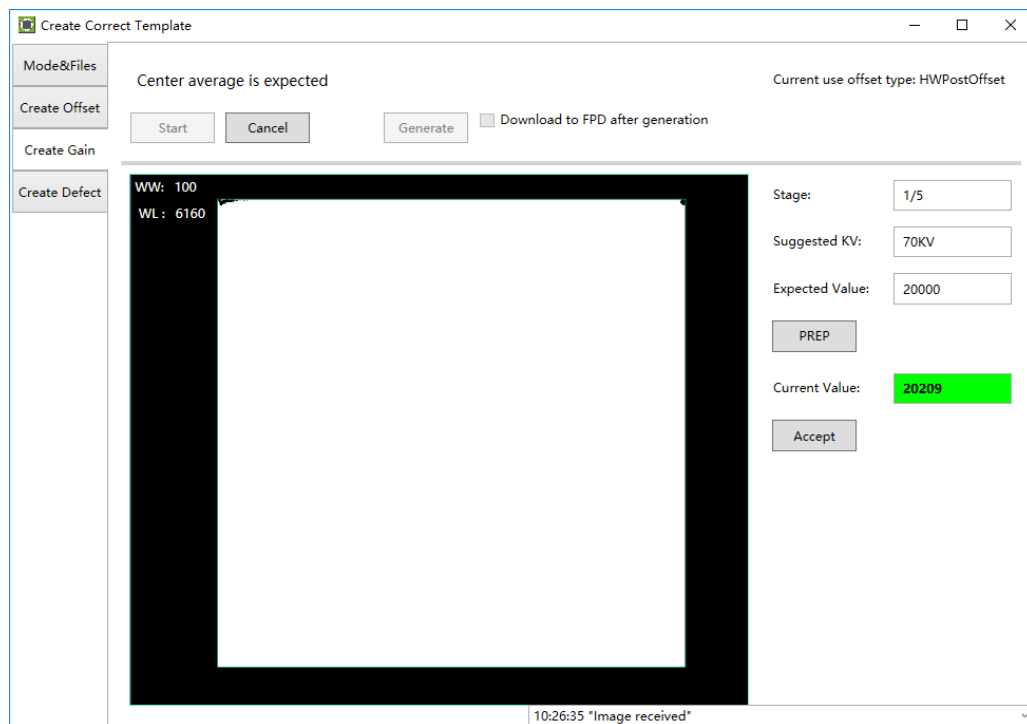 Create Correct Template
Mode&Files
Create Offset
Create Gain
Create Defect
Center average is expected
Current use offset type: HWPostOffset
Start
Cancel
Generate
Download to FPD after generation
WW: 100
WL: 6160
Stage:
1/5
Suggested KV:
70KV
Expected Value:
20000
PREP
Current Value:
20209
Accept
10:26:35 "Image received"